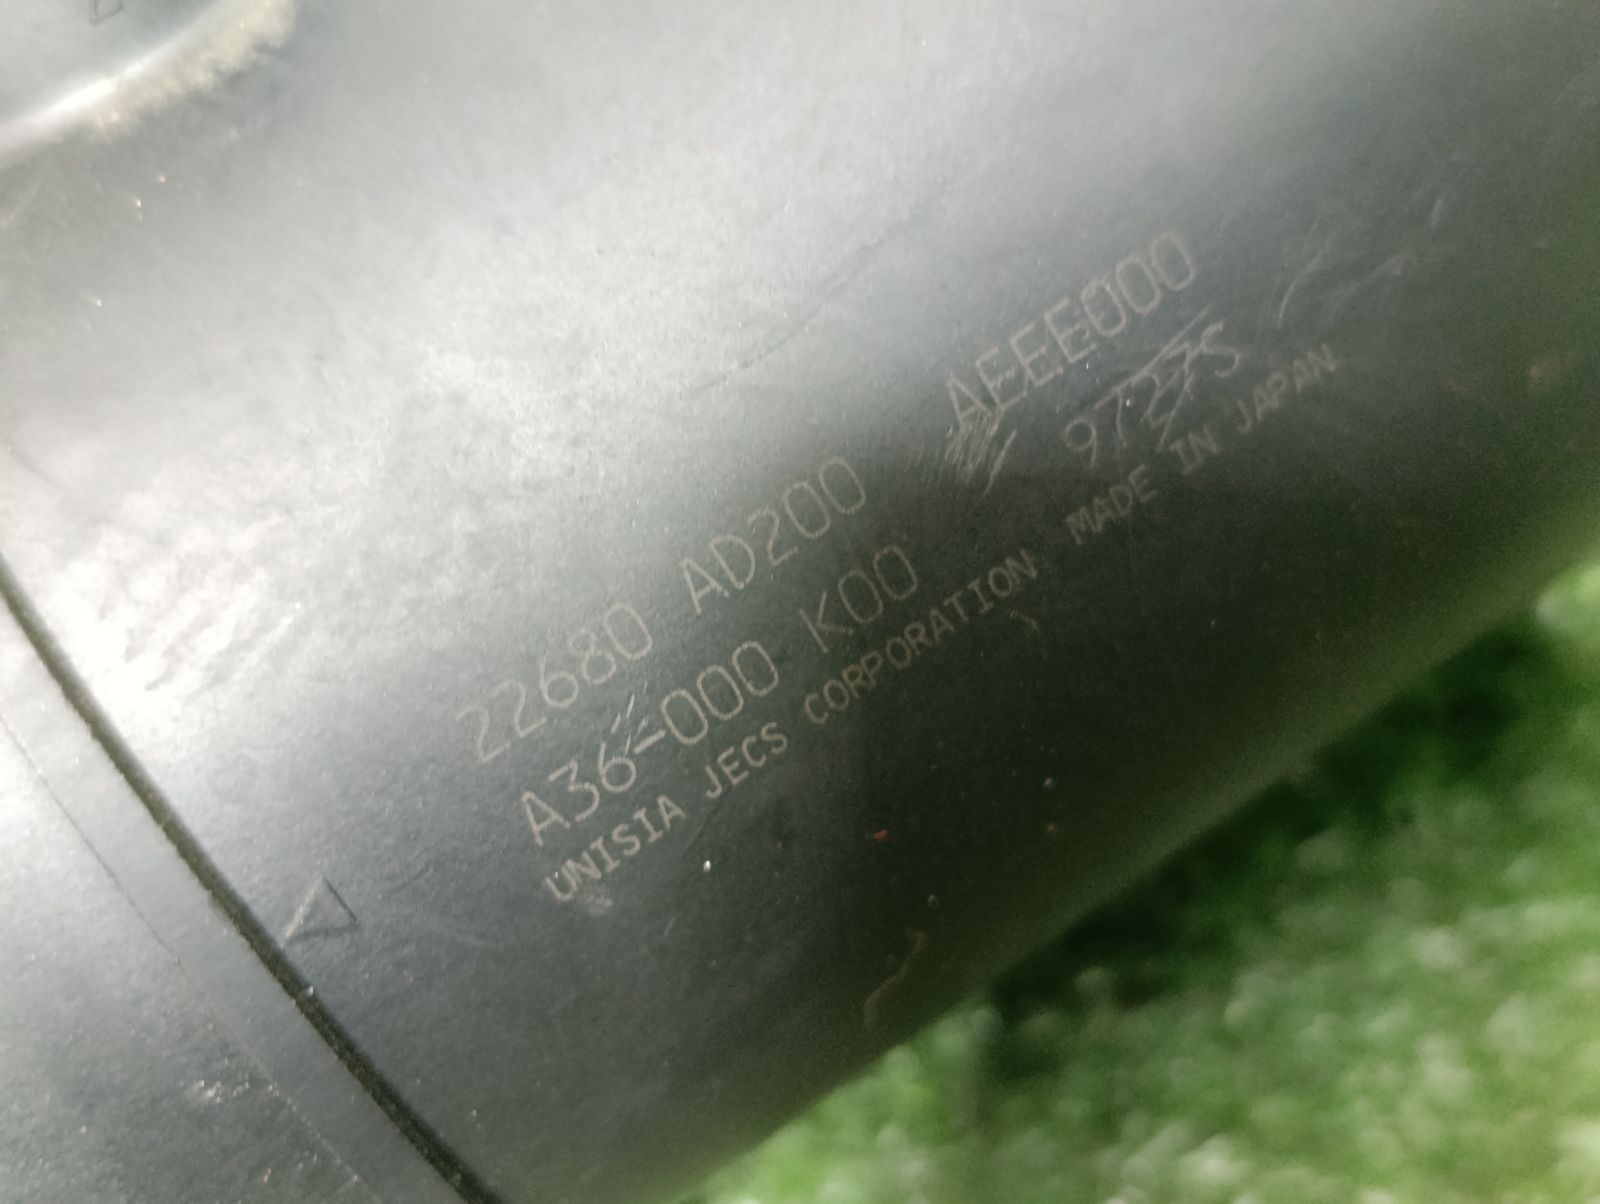 22680 AD200 AEEE000
A36-000 K00
UNISIA JECS CORPORATION MADE IN JAPAN